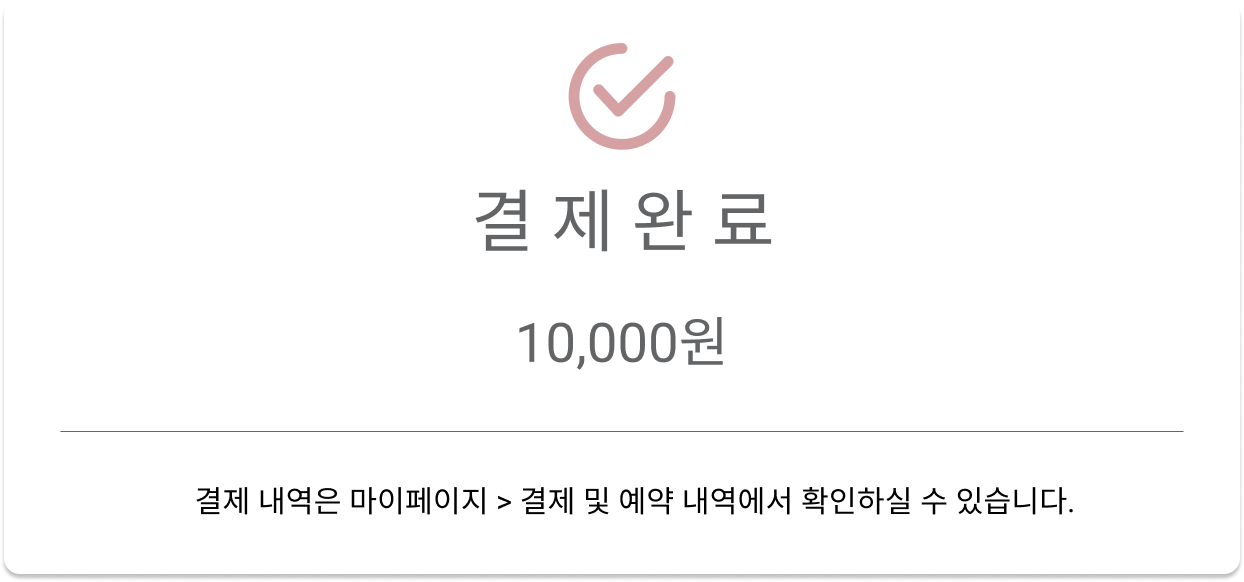 결 제 완 료
10,000원
결제 내역은 마이페이지 > 결제 및 예약 내역에서 확인하실 수 있습니다.